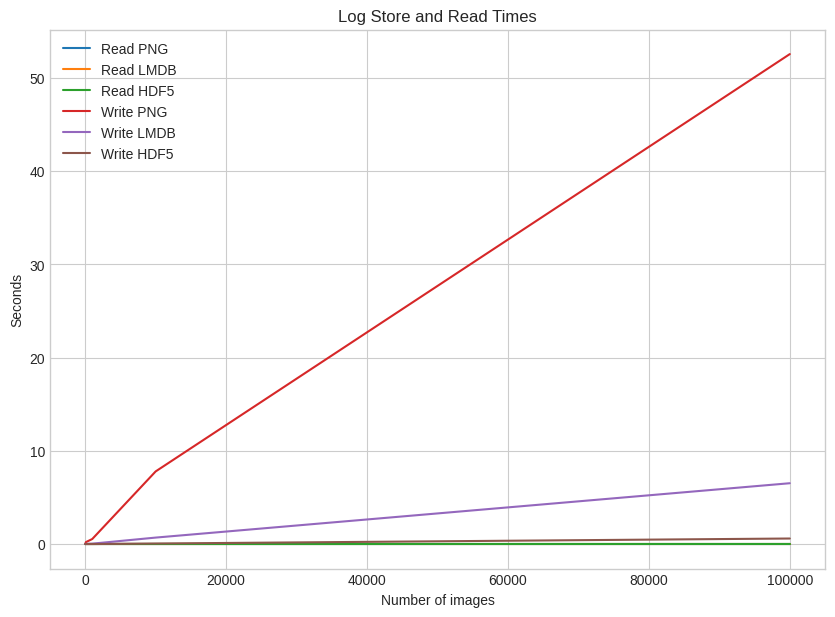 Log Store and Read Times
Read PNG
Read LMDB
Read HDF5
Write PNG
Write LMDB
Write HDF5
50
40
30
20
10
0
Seconds
0 20000 40000 60000 80000 100000
Number of images